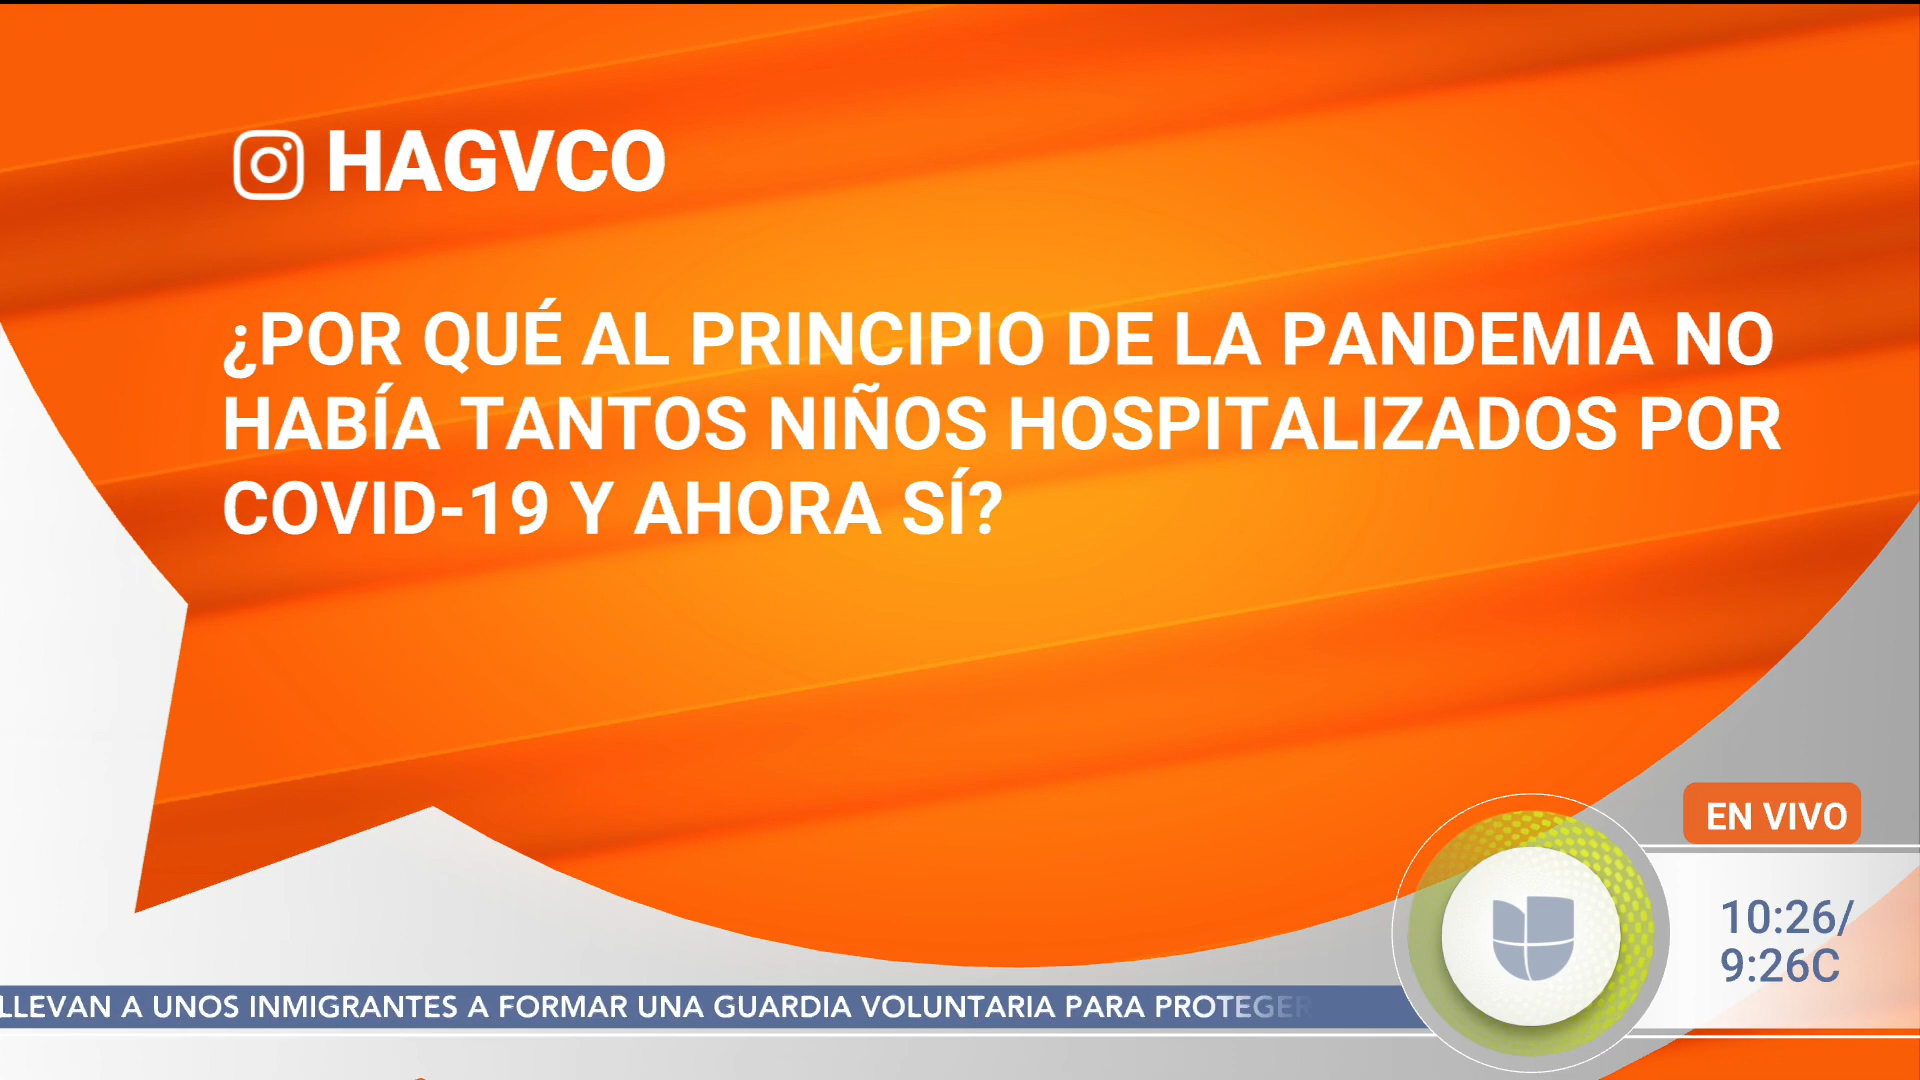 HAGVCO
¿POR QUÉ AL PRINCIPIO DE LA PANDEMIA NO
HABÍA TANTOS NIÑOS HOSPITALIZADOS POR
COVID-19 Y AHORA SÍ?
EN VIVO
10:26/
9:26C
LLEVAN A UNOS INMIGRANTES A FORMAR UNA GUARDIA VOLUNTARIA PARA PROTEGER